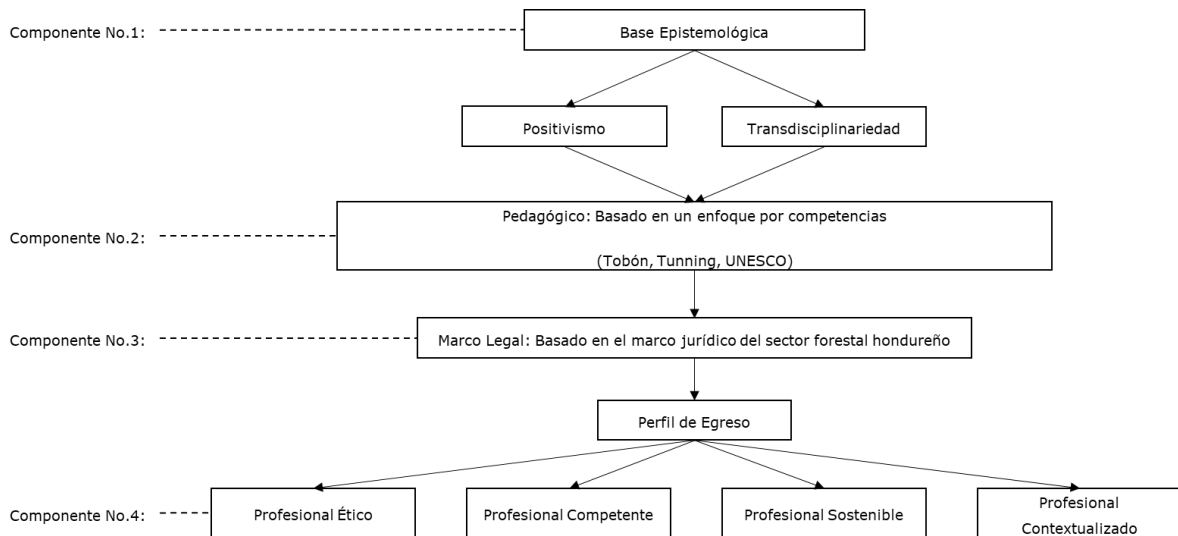 Componente No.1:
Base Epistemológica
Positivismo
Transdisciplinariedad
Componente No.2:
Pedagógico: Basado en un enfoque por competencias
(Tobón, Tunning, UNESCO)
Componente No.3:
Marco Legal: Basado en el marco jurídico del sector forestal hondureño
Perfil de Egreso
Componente No.4:
Profesional Ético
Profesional Competente
Profesional Sostenible
Profesional
Contextualizado